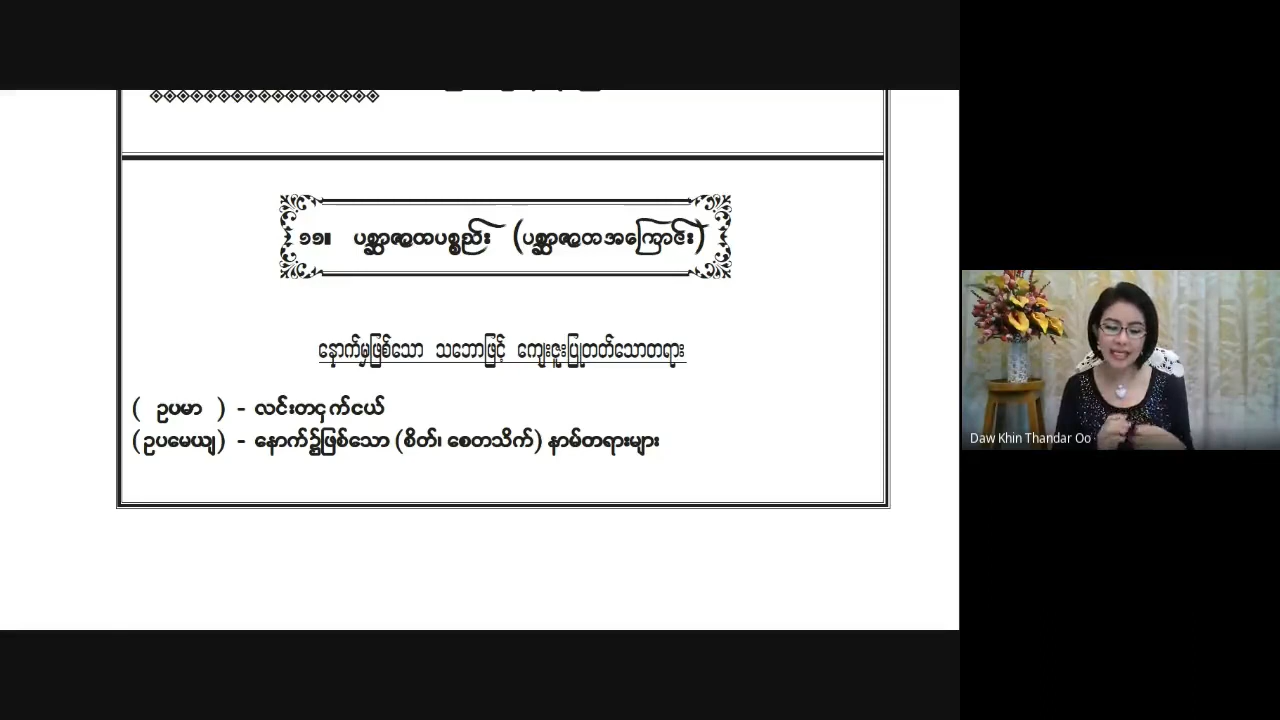 ၁၁။ ပစ္ဆာဇာတပစ္စည်း (ပစ္ဆာဇာတအကြောင်း)
နောက်မှဖြစ်သော သဘောဖြင့် ကျေးဇူးပြုတတ်သောတရား
( ဥပမာ ) - လင်းတငှက်ငယ်
(ဥပမေယျ) - နောက်၌ဖြစ်သော (စိတ်၊ စေတသိက်) နာမ်တရားများ
Daw Khin Thandar Oo